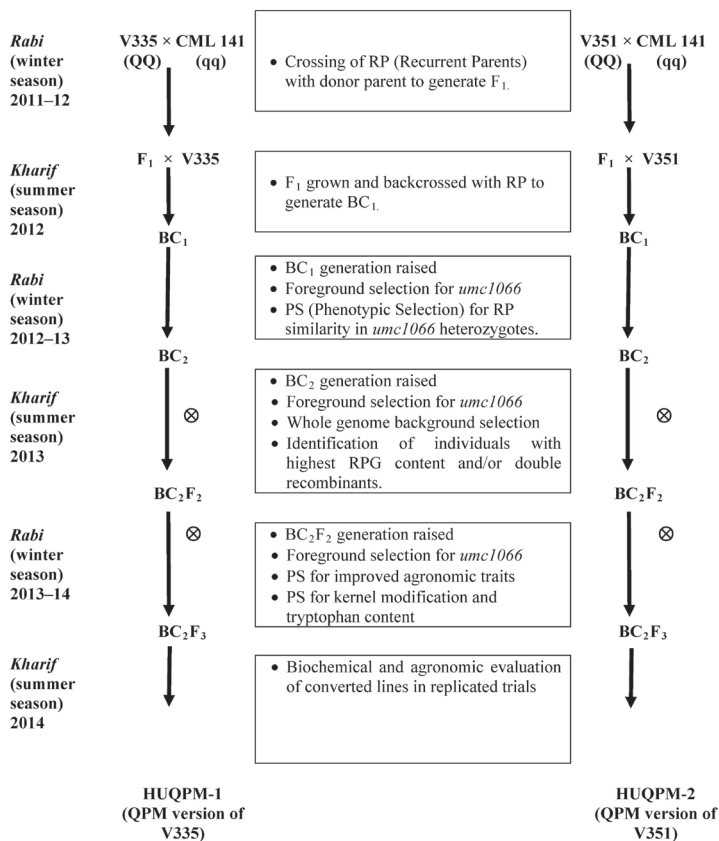 Rabi
(winter
season)
2011–12
V335 × CML 141
(QQ) (qq)
• Crossing of RP (Recurrent Parents)
with donor parent to generate F1.
V351 × CML 141
(QQ) (qq)
Kharif
(summer
season)
2012
F1 × V335
• F1 grown and backcrossed with RP to
generate BC1.
F1 × V351
BC1
BC1
Rabi
(winter
season)
2012–13
• BC1 generation raised
• Foreground selection for umc1066
• PS (Phenotypic Selection) for RP
similarity in umc1066 heterozygotes.
BC2
BC2
Kharif
(summer
season)
2013
⊗
• BC2 generation raised
• Foreground selection for umc1066
• Whole genome background selection
• Identification of individuals with
highest RPG content and/or double
recombinants.
⊗
BC2F2
BC2F2
Rabi
(winter
season)
2013–14
⊗
• BC2F2 generation raised
• Foreground selection for umc1066
• PS for improved agronomic traits
• PS for kernel modification and
tryptophan content
⊗
BC2F3
BC2F3
Kharif
(summer
season)
2014
• Biochemical and agronomic evaluation
of converted lines in replicated trials
HUQPM-1
(QPM version of
V335)
HUQPM-2
(QPM version of
V351)